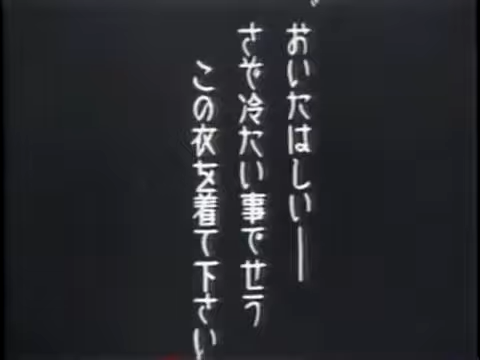 おいたはしい——
さぞ冷たい事でせう
この衣を着て下さい